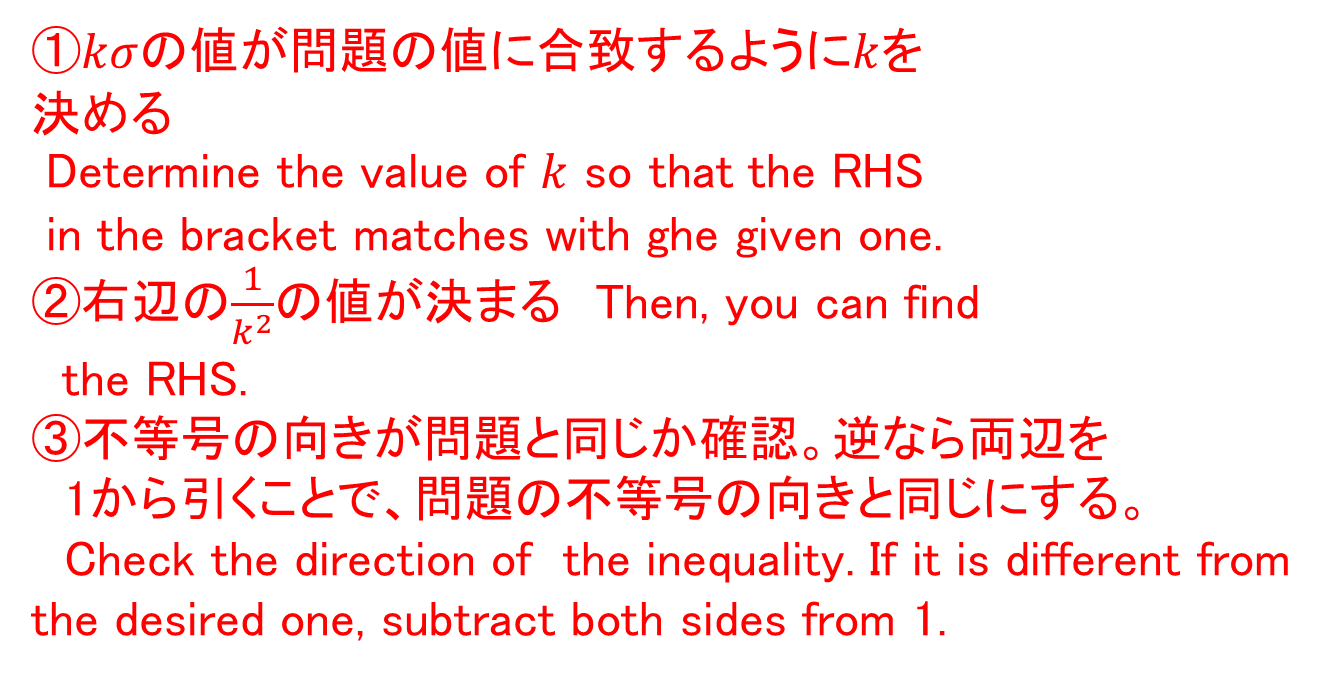 ①kσの値が問題の値に合致するようにkを
決める
Determine the value of k so that the RHS
in the bracket matches with ghe given one.
②右辺の1/k²の値が決まる Then, you can find
the RHS.
③不等号の向きが問題と同じか確認。逆なら両辺を
1から引くことで、問題の不等号の向きと同じにする。
Check the direction of the inequality. If it is different from
the desired one, subtract both sides from 1.